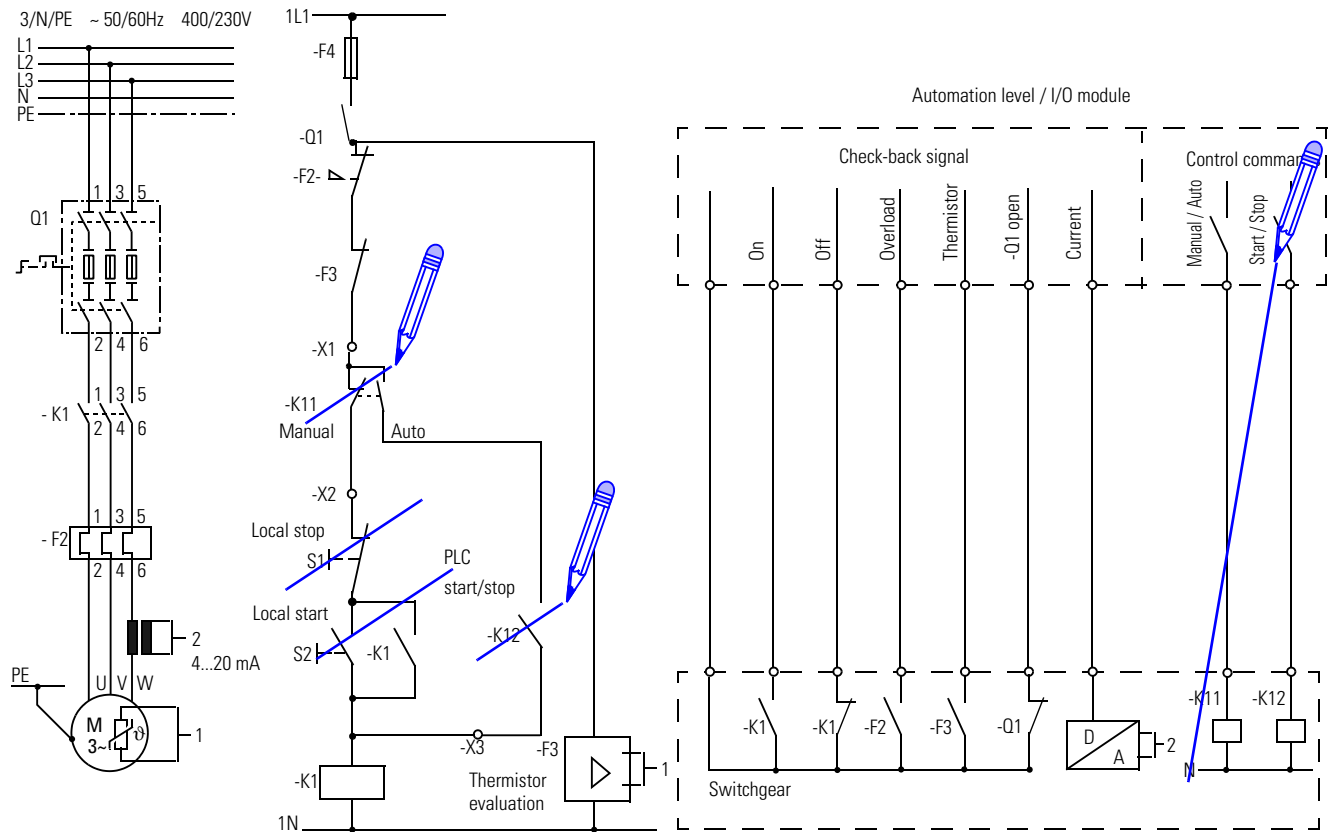 3/N/PE ~ 50/60Hz 400/230V
L1
L2
L3
N
PE
Q1
1 3 5
2 4 6
- K1
1 3 5
2 4 6
- F2
1 3 5
2 4 6
2
4...20 mA
PE
U V W
M
3~
ϑ
1
1L1
-F4
-Q1
-F2-
-F3
-X1
-K11
Manual
Auto
-X2
Local stop
S1
PLC
start/stop
Local start
S2
-K1
-K12
-X3
-F3
-K1
Thermistor
evaluation
1
1N
Automation level / I/O module
Check-back signal
On
Off
Overload
Thermistor
-Q1 open
Current
Manual / Auto
Start / Stop
-K1
-K1
-F2
-F3
-Q1
D
A
2
-K11
-K12
N
Switchgear